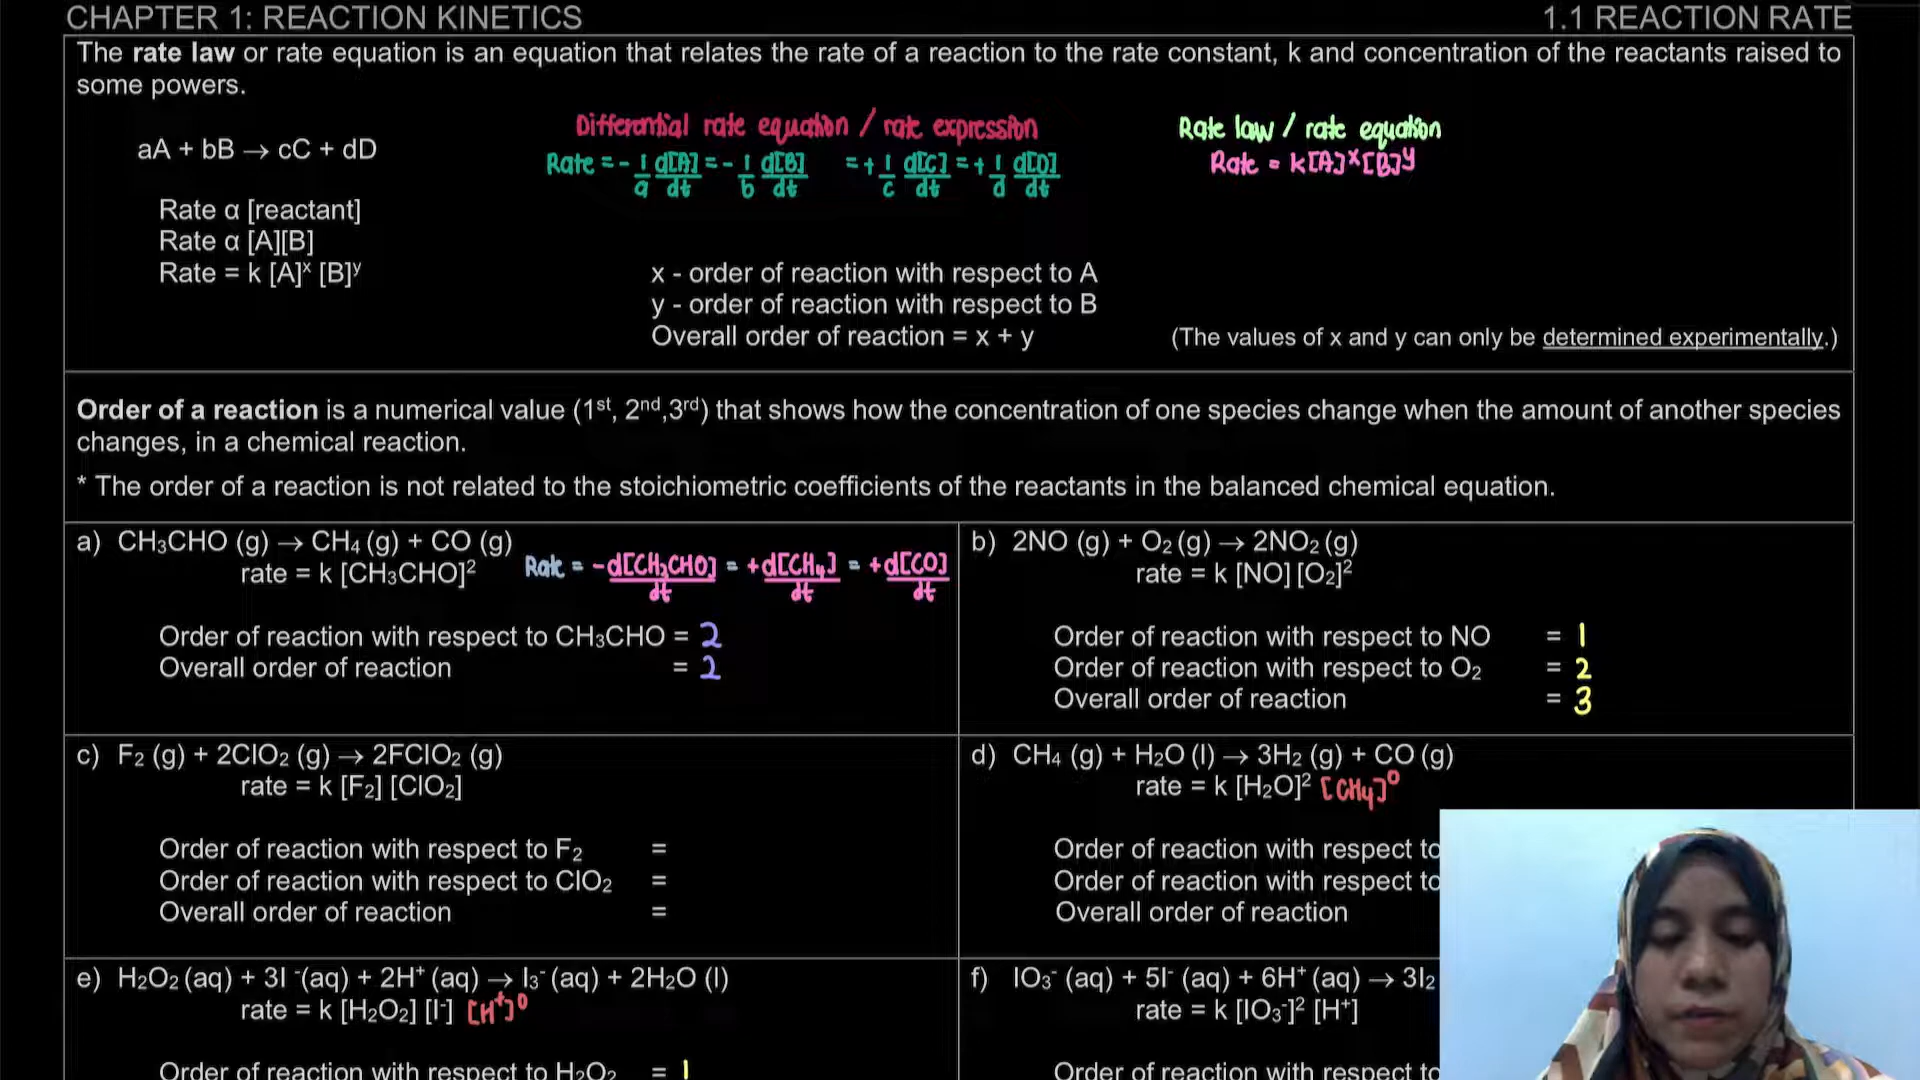 CHAPTER 1: REACTION KINETICS
1.1 REACTION RATE
The rate law or rate equation is an equation that relates the rate of a reaction to the rate constant, k and concentration of the reactants raised to
some powers.
aA + bB → cC + dD
Differential rate equation / rate expression
Rate = - 1/a d[A]/dt = - 1/b d[B]/dt = + 1/c d[C]/dt = + 1/d d[D]/dt
Rate law / rate equation
Rate = k[A]ˣ[B]ʸ
Rate α [reactant]
Rate α [A][B]
Rate = k [A]ˣ [B]ʸ
x - order of reaction with respect to A
y - order of reaction with respect to B
Overall order of reaction = x + y
(The values of x and y can only be determined experimentally.)
Order of a reaction is a numerical value (1st, 2nd,3rd) that shows how the concentration of one species change when the amount of another species
changes, in a chemical reaction.
* The order of a reaction is not related to the stoichiometric coefficients of the reactants in the balanced chemical equation.
a) CH₃CHO (g) → CH₄ (g) + CO (g)
rate = k [CH₃CHO]²
Rate = -d[CH₃CHO]/dt = +d[CH₄]/dt = +d[CO]/dt
Order of reaction with respect to CH₃CHO = 2
Overall order of reaction = 2
b) 2NO (g) + O₂ (g) → 2NO₂ (g)
rate = k [NO] [O₂]²
Order of reaction with respect to NO = 1
Order of reaction with respect to O₂ = 2
Overall order of reaction = 3
c) F₂ (g) + 2ClO₂ (g) → 2FClO₂ (g)
rate = k [F₂] [ClO₂]
Order of reaction with respect to F₂ =
Order of reaction with respect to ClO₂ =
Overall order of reaction =
d) CH₄ (g) + H₂O (l) → 3H₂ (g) + CO (g)
rate = k [H₂O]² [CH₄]⁰
Order of reaction with respect to
Order of reaction with respect to
Overall order of reaction
e) H₂O₂ (aq) + 3I⁻ (aq) + 2H⁺ (aq) → I₃⁻ (aq) + 2H₂O (l)
rate = k [H₂O₂] [I⁻] [H⁺]⁰
Order of reaction with respect to H₂O₂ = 1
f) IO₃⁻ (aq) + 5I⁻ (aq) + 6H⁺ (aq) → 3I₂
rate = k [IO₃⁻]² [H⁺]
Order of reaction with respect to